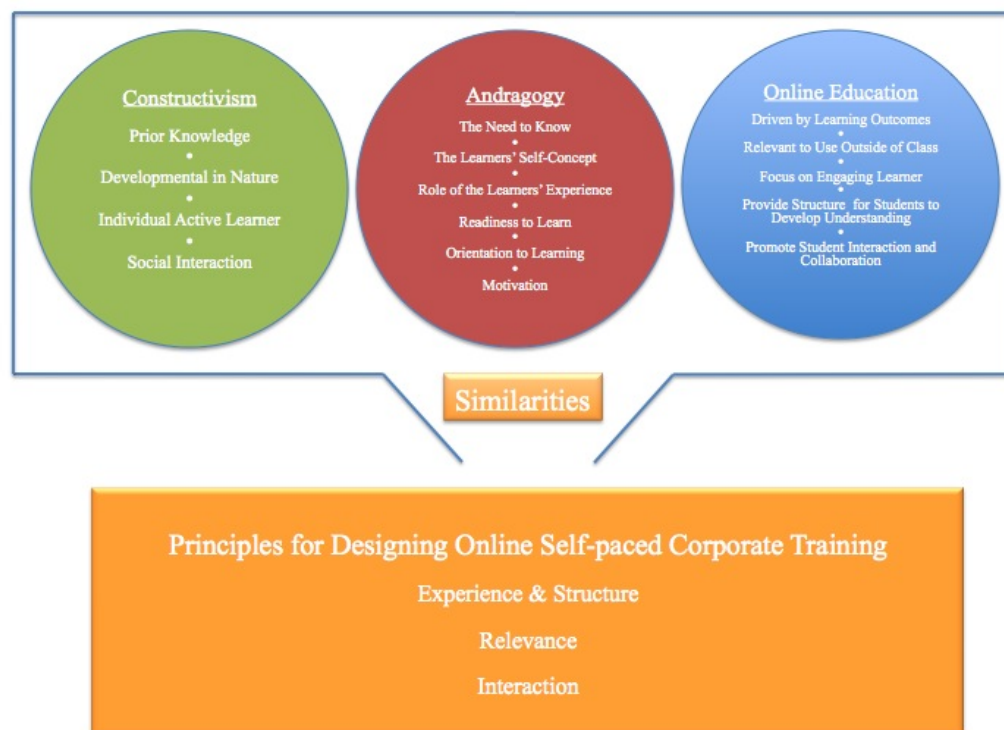 Constructivism
Prior Knowledge
•
Developmental in Nature
•
Individual Active Learner
•
Social Interaction
Andragogy
The Need to Know
•
The Learners' Self-Concept
•
Role of the Learners' Experience
•
Readiness to Learn
•
Orientation to Learning
•
Motivation
Online Education
Driven by Learning Outcomes
•
Relevant to Use Outside of Class
•
Focus on Engaging Learner
•
Provide Structure for Students to
Develop Understanding
•
Promote Student Interaction and
Collaboration
Similarities
Principles for Designing Online Self-paced Corporate Training
Experience & Structure
Relevance
Interaction